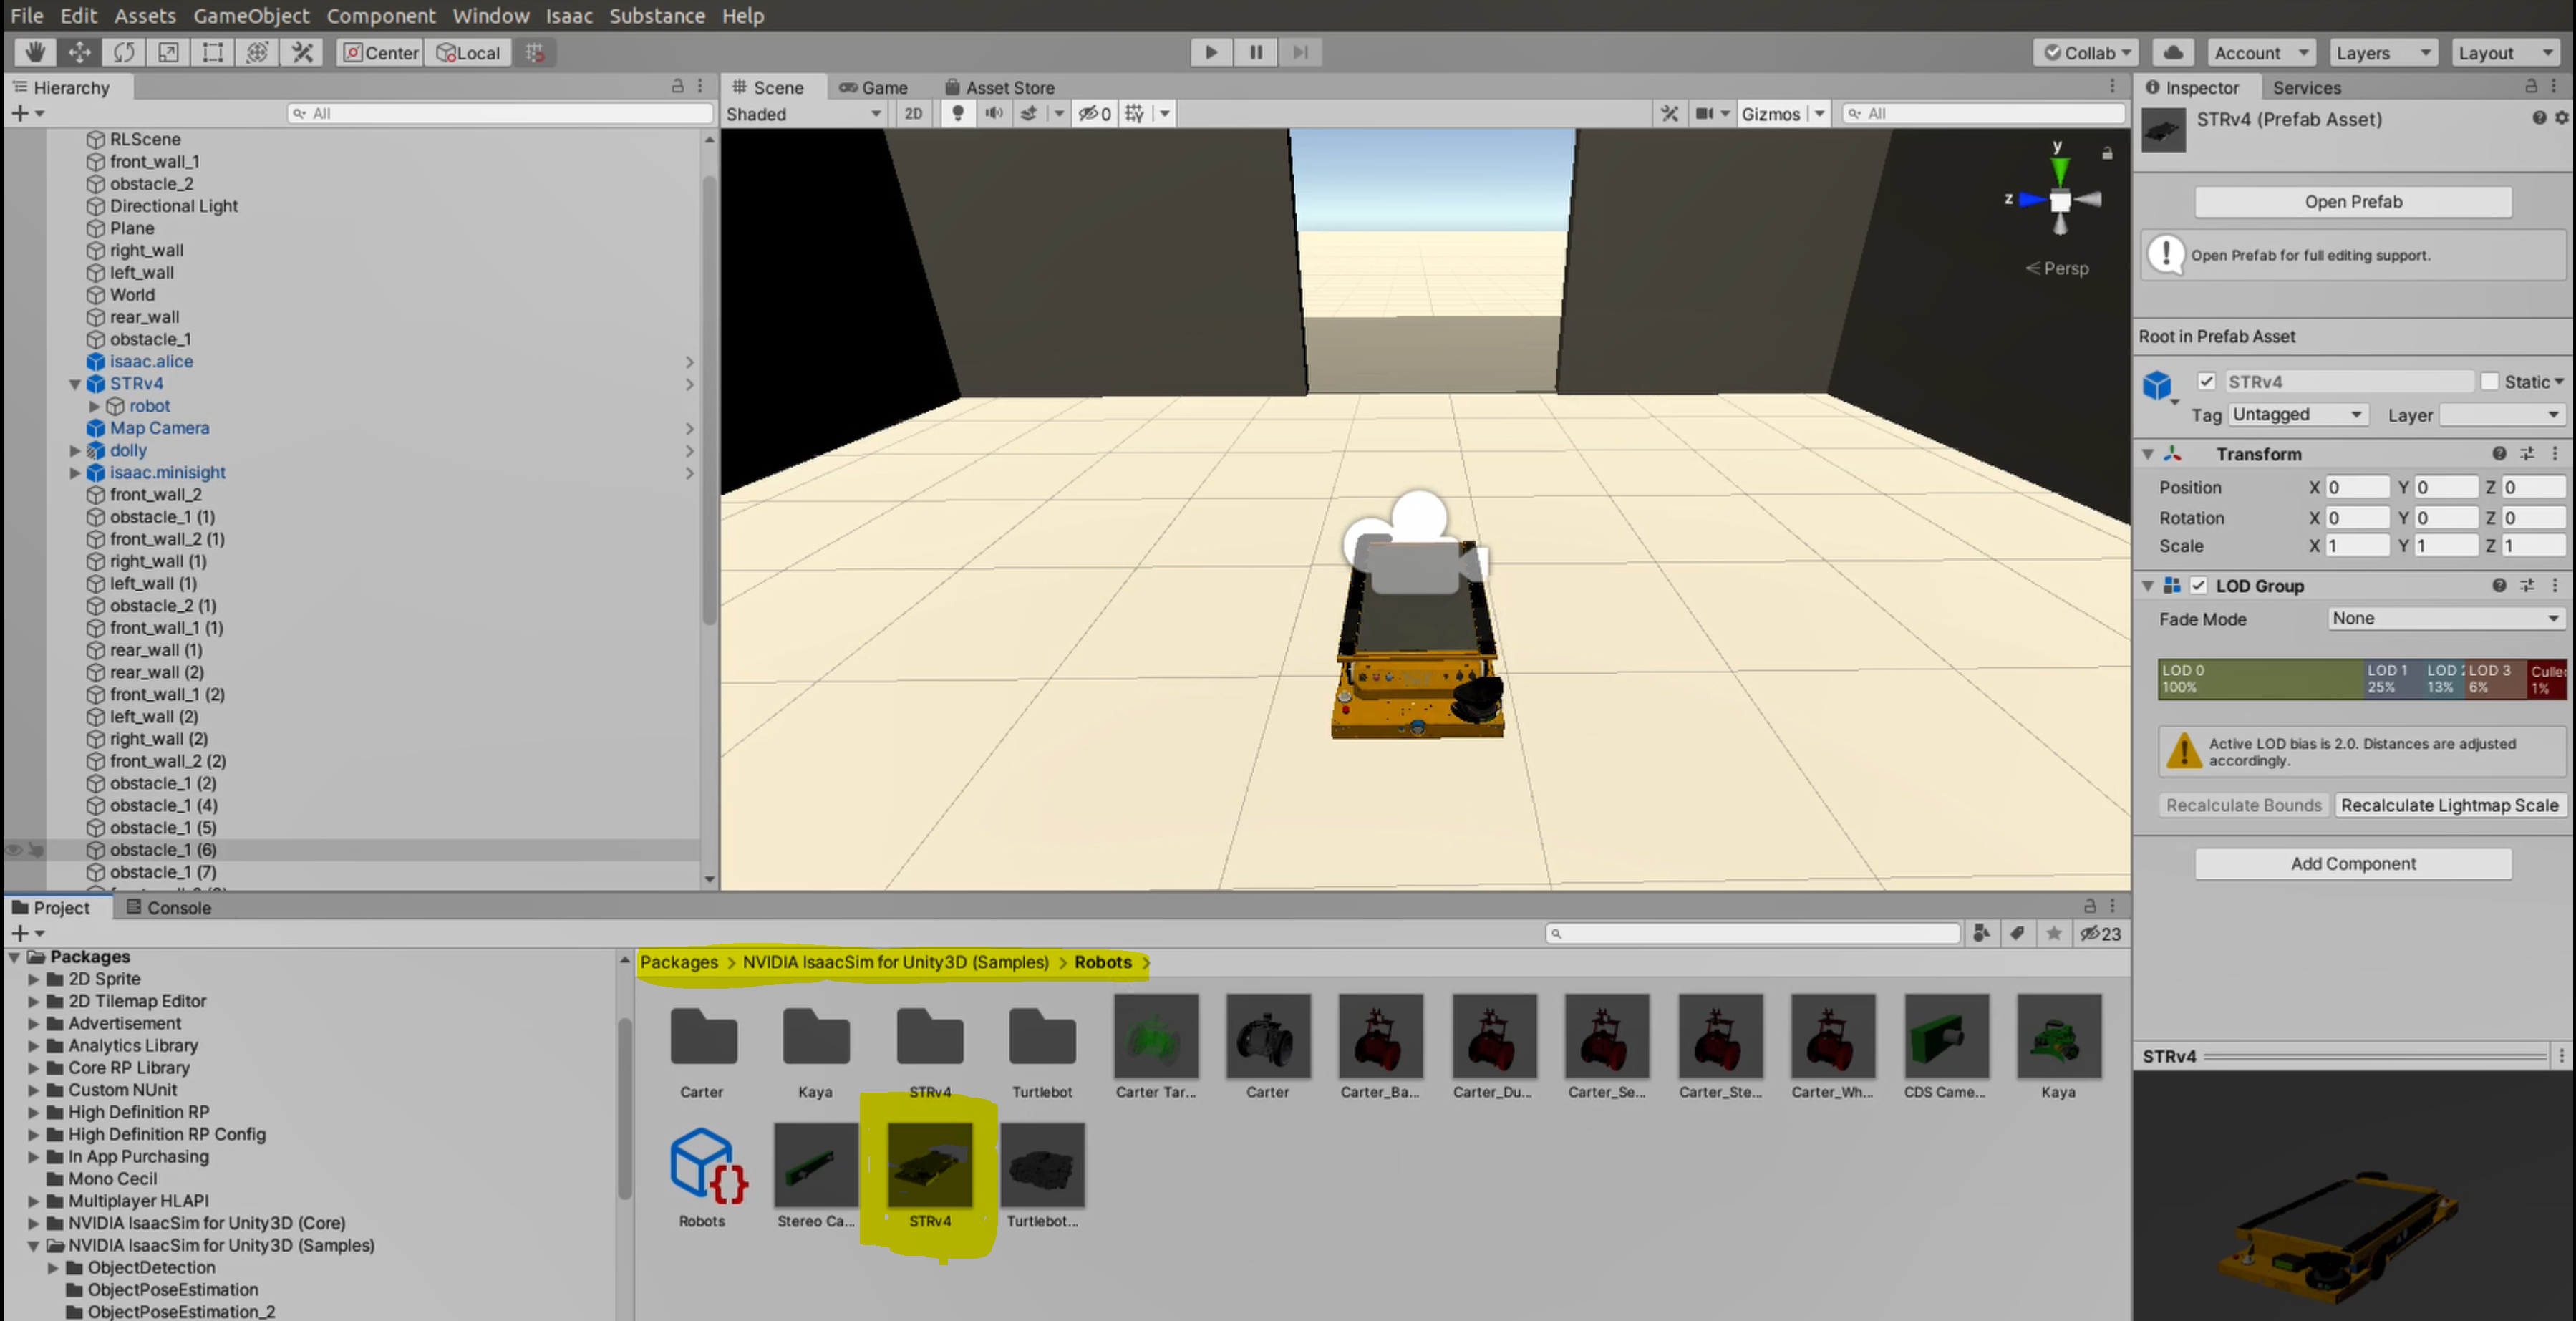 File Edit Assets GameObject Component Window Isaac Substance Help
Center Local Collab Account Layers Layout
Hierarchy
All
RLScene
front_wall_1
obstacle_2
Directional Light
Plane
right_wall
left_wall
World
rear_wall
obstacle_1
isaac.alice
STRv4
robot
Map Camera
dolly
isaac.minisight
front_wall_2
obstacle_1 (1)
front_wall_2 (1)
right_wall (1)
left_wall (1)
obstacle_2 (1)
front_wall_1 (1)
rear_wall (1)
rear_wall (2)
front_wall_1 (2)
left_wall (2)
right_wall (2)
front_wall_2 (2)
obstacle_1 (2)
obstacle_1 (4)
obstacle_1 (5)
obstacle_1 (6)
obstacle_1 (7)
Scene Game Asset Store
Shaded 2D 0 Gizmos All
y
z
Persp
Inspector Services
STRv4 (Prefab Asset)
Open Prefab
Open Prefab for full editing support.
Root in Prefab Asset
STRv4 Static
Tag Untagged Layer
Transform
Position X 0 Y 0 Z 0
Rotation X 0 Y 0 Z 0
Scale X 1 Y 1 Z 1
LOD Group
Fade Mode None
LOD 0 LOD 1 LOD LOD 3
100% 25% 13% 6% 1%
Active LOD bias is 2.0. Distances are adjusted
accordingly.
Recalculate Bounds Recalculate Lightmap Scale
Add Component
STRv4
Project Console
23
Packages
2D Sprite
2D Tilemap Editor
Advertisement
Analytics Library
Core RP Library
Custom NUnit
High Definition RP
High Definition RP Config
In App Purchasing
Mono Cecil
Multiplayer HLAPI
NVIDIA IsaacSim for Unity3D (Core)
NVIDIA IsaacSim for Unity3D (Samples)
ObjectDetection
ObjectPoseEstimation
ObjectPoseEstimation_2
Packages > NVIDIA IsaacSim for Unity3D (Samples) > Robots >
Carter Kaya STRv4 Turtlebot Carter Tar... Carter Carter_Ba... Carter_Du... Carter_Se... Carter_Ste... Carter_Wh... CDS Came... Kaya
Robots Stereo Ca... STRv4 Turtlebot...